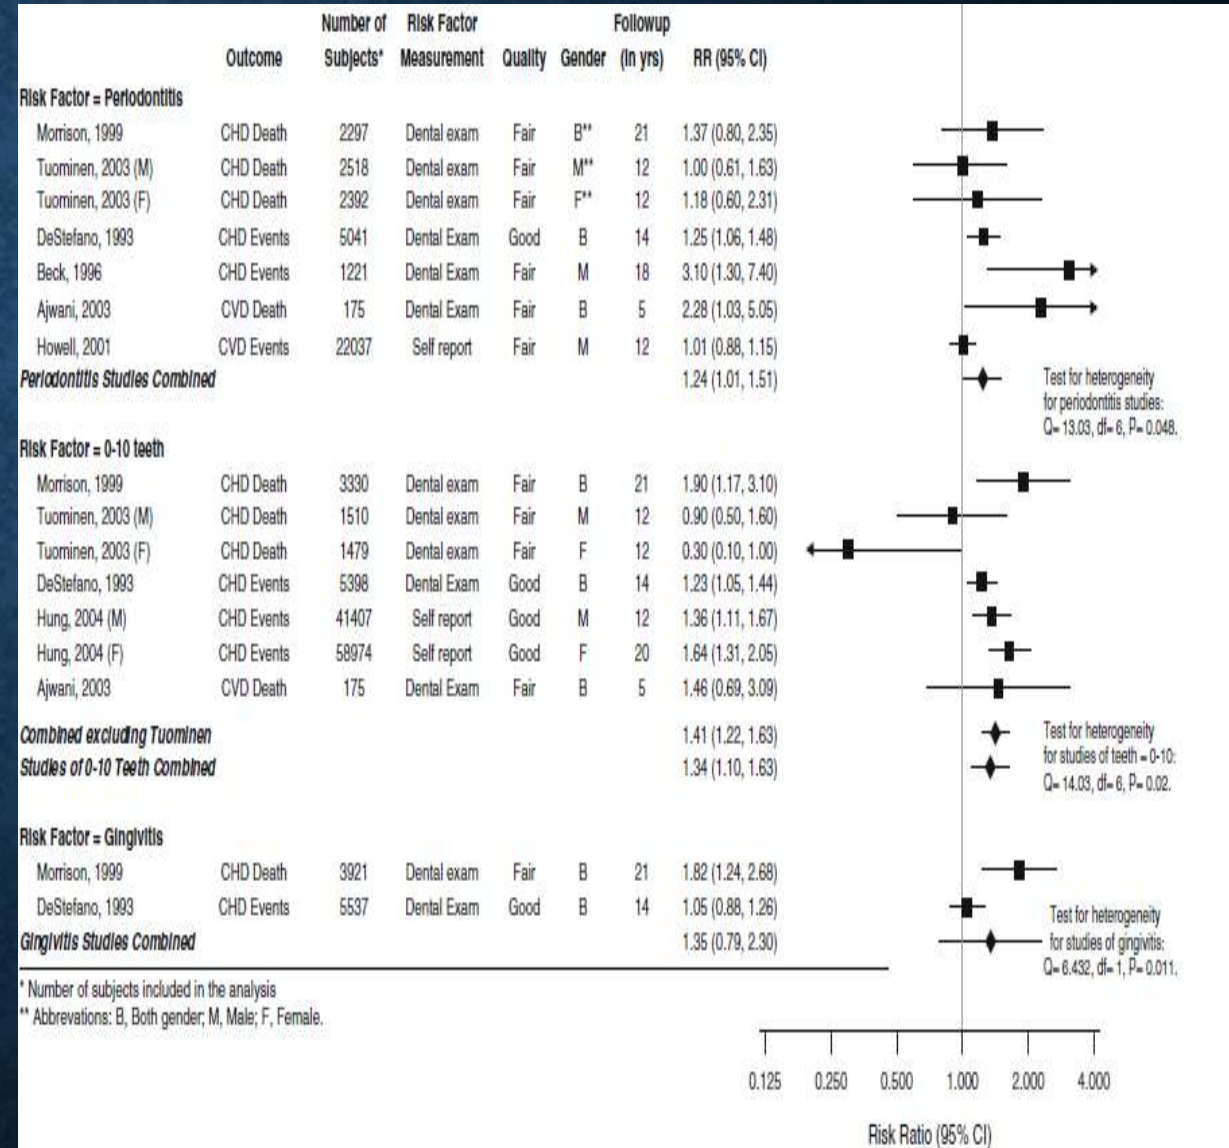 Number of Risk Factor Followup
Outcome Subjects* Measurement Quality Gender (in yrs) RR (95% CI)
Risk Factor = Periodontitis
Morrison, 1999 CHD Death 2297 Dental exam Fair B** 21 1.37 (0.80, 2.35)
Tuominen, 2003 (M) CHD Death 2518 Dental exam Fair M** 12 1.00 (0.61, 1.63)
Tuominen, 2003 (F) CHD Death 2392 Dental exam Fair F** 12 1.18 (0.60, 2.31)
DeStefano, 1993 CHD Events 5041 Dental Exam Good B 14 1.25 (1.06, 1.48)
Beck, 1996 CHD Events 1221 Dental Exam Fair M 18 3.10 (1.30, 7.40)
Ajwani, 2003 CVD Death 175 Dental Exam Fair B 5 2.28 (1.03, 5.05)
Howell, 2001 CVD Events 22037 Self report Fair M 12 1.01 (0.88, 1.15)
Periodontitis Studies Combined 1.24 (1.01, 1.51)
Test for heterogeneity
for periodontitis studies:
Q= 13.03, df= 6, P= 0.048.
Risk Factor = 0-10 teeth
Morrison, 1999 CHD Death 3330 Dental exam Fair B 21 1.90 (1.17, 3.10)
Tuominen, 2003 (M) CHD Death 1510 Dental exam Fair M 12 0.90 (0.50, 1.60)
Tuominen, 2003 (F) CHD Death 1479 Dental exam Fair F 12 0.30 (0.10, 1.00)
DeStefano, 1993 CHD Events 5398 Dental Exam Good B 14 1.23 (1.05, 1.44)
Hung, 2004 (M) CHD Events 41407 Self report Good M 12 1.36 (1.11, 1.67)
Hung, 2004 (F) CHD Events 58974 Self report Good F 20 1.64 (1.31, 2.05)
Ajwani, 2003 CVD Death 175 Dental Exam Fair B 5 1.46 (0.69, 3.09)
Combined excluding Tuominen 1.41 (1.22, 1.63)
Studies of 0-10 Teeth Combined 1.34 (1.10, 1.63)
Test for heterogeneity
for studies of teeth = 0-10:
Q= 14.03, df= 6, P= 0.02.
Risk Factor = Gingivitis
Morrison, 1999 CHD Death 3921 Dental exam Fair B 21 1.82 (1.24, 2.68)
DeStefano, 1993 CHD Events 5537 Dental Exam Good B 14 1.05 (0.88, 1.26)
Gingivitis Studies Combined 1.35 (0.79, 2.30)
Test for heterogeneity
for studies of gingivitis:
Q= 6.432, df= 1, P= 0.011.
* Number of subjects included in the analysis
** Abbrevations: B, Both gender; M, Male; F, Female.
0.125 0.250 0.500 1.000 2.000 4.000
Risk Ratio (95% CI)